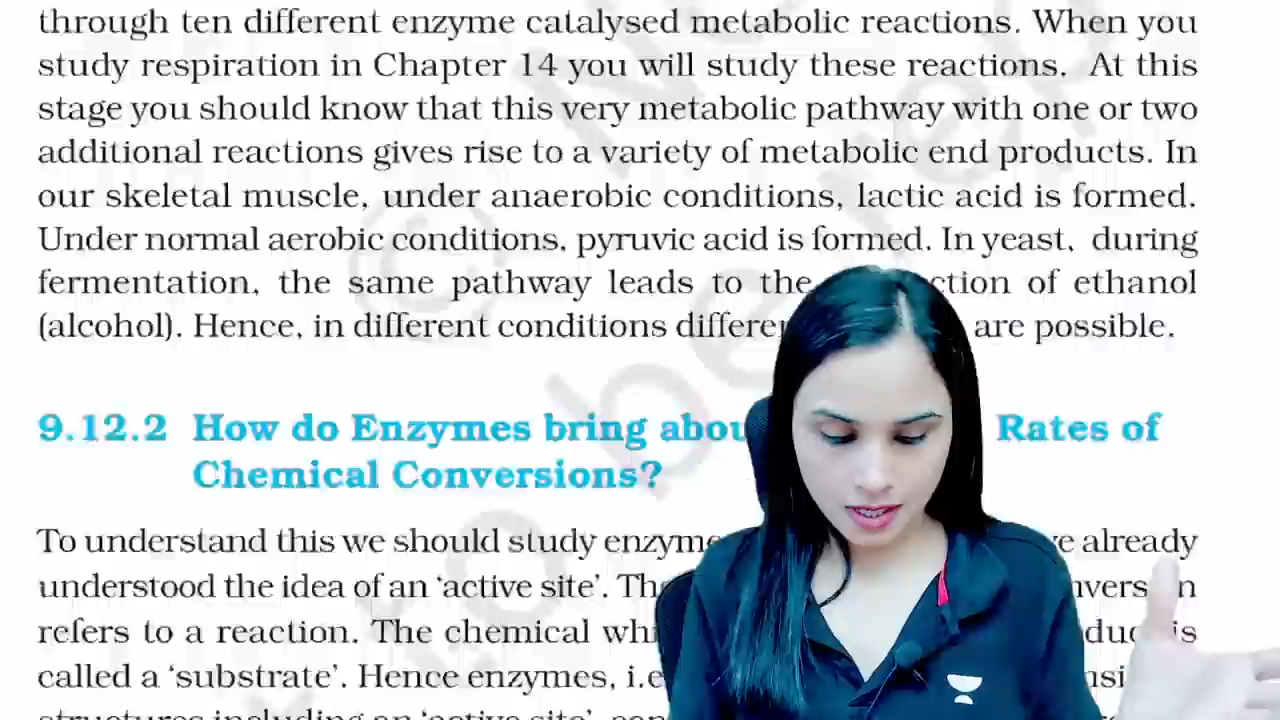 through ten different enzyme catalysed metabolic reactions. When you
study respiration in Chapter 14 you will study these reactions. At this
stage you should know that this very metabolic pathway with one or two
additional reactions gives rise to a variety of metabolic end products. In
our skeletal muscle, under anaerobic conditions, lactic acid is formed.
Under normal aerobic conditions, pyruvic acid is formed. In yeast, during
fermentation, the same pathway leads to the of ethanol
(alcohol). Hence, in different conditions are possible.
9.12.2 How do Enzymes bring Rates of
Chemical Conversions?
To understand this we should study already
understood the idea of an 'active site'.
refers to a reaction. The chemical is
called a 'substrate'. Hence enzymes, i.e
structures including an 'active site',